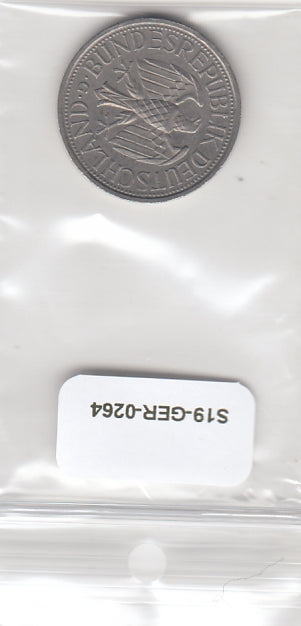 ·BUNDESREPUBLIK DEUTSCHLAND·
S19-GER-0264